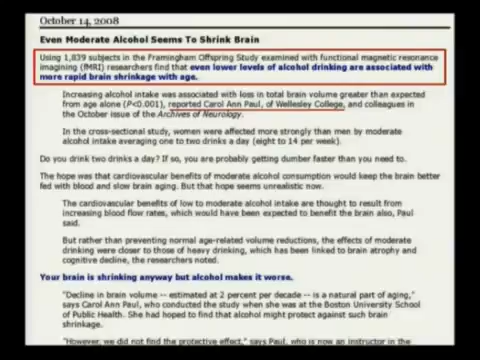 October 14, 2008
Even Moderate Alcohol Seems To Shrink Brain
Using 1,839 subjects in the Framingham Offspring Study examined with functional magnetic resonance
imagining (fMRI) researchers find that even lower levels of alcohol drinking are associated with
more rapid brain shrinkage with age.
Increasing alcohol intake was associated with loss in total brain volume greater than expected
from age alone (P<0.001), reported Carol Ann Paul, of Wellesley College, and colleagues in
the October issue of the Archives of Neurology.
In the cross-sectional study, women were affected more strongly than men by moderate
alcohol intake averaging one to two drinks a day (eight to 14 per week).
Do you drink two drinks a day? If so, you are probably getting dumber faster than you need to.
The hope was that cardiovascular benefits of moderate alcohol consumption would keep the brain better
fed with blood and slow brain aging. But that hope seems unrealistic now.
The cardiovascular benefits of low to moderate alcohol intake are thought to result from
increasing blood flow rates, which would have been expected to benefit the brain also, Paul
said.
But rather than preventing normal age-related volume reductions, the effects of moderate
drinking were closer to those of heavy drinking, which has been linked to brain atrophy and
cognitive decline, the researchers noted.
Your brain is shrinking anyway but alcohol makes it worse.
"Decline in brain volume -- estimated at 2 percent per decade -- is a natural part of aging,"
says Carol Ann Paul, who conducted the study when she was at the Boston University School
of Public Health. She had hoped to find that alcohol might protect against such brain
shrinkage.
"However, we did not find the protective effect," says Paul, who is now an instructor in the